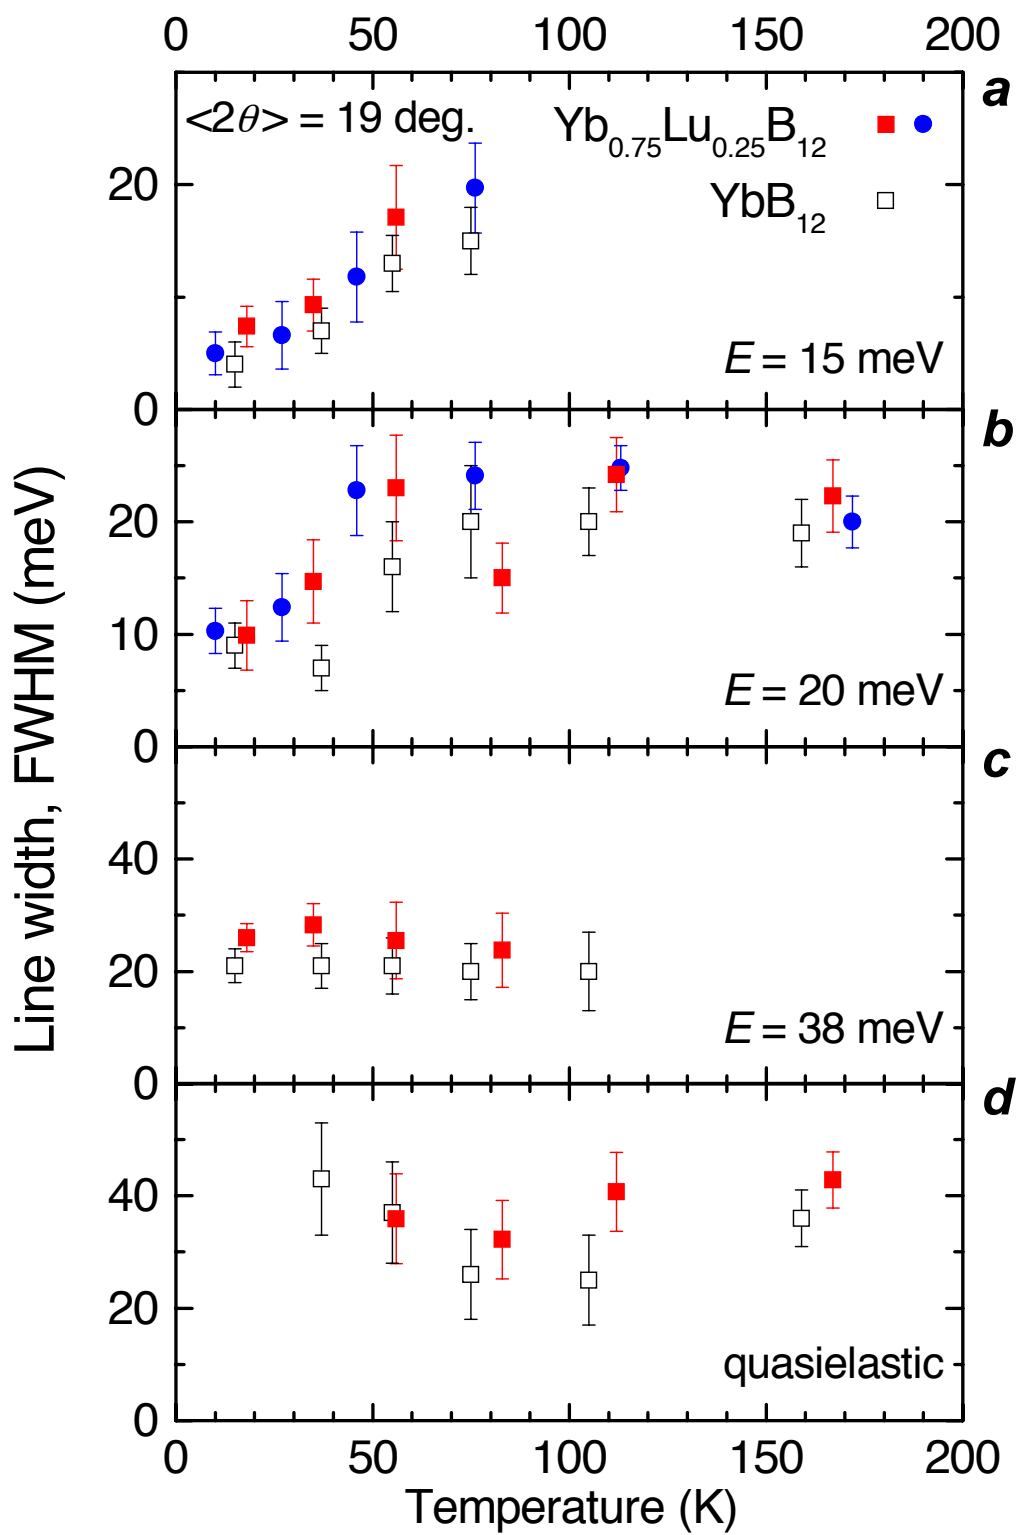 0 50 100 150 200
a
<2θ> = 19 deg.
Yb0.75Lu0.25B12
YbB12
20
E = 15 meV
0
b
20
10
E = 20 meV
0
c
40
20
E = 38 meV
0
d
40
20
quasielastic
0
0 50 100 150 200
Temperature (K)
Line width, FWHM (meV)